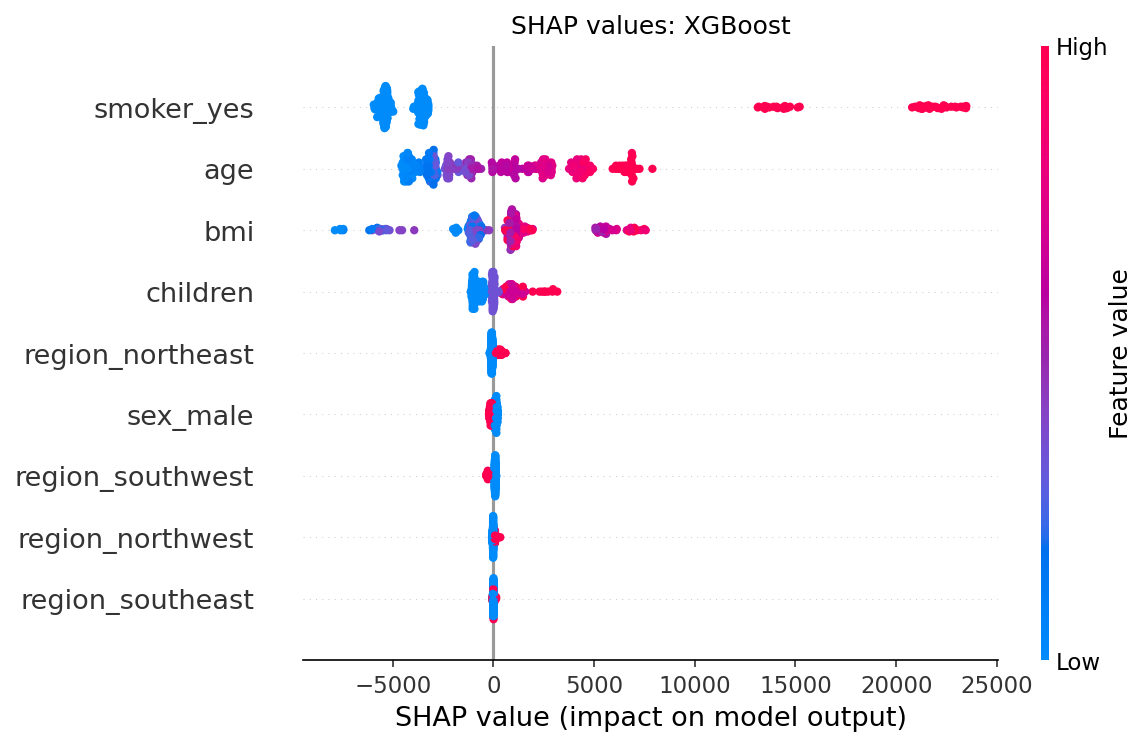 SHAP values: XGBoost
High
smoker_yes
age
bmi
children
region_northeast
sex_male
region_southwest
region_northwest
region_southeast
Feature value
Low
−5000 0 5000 10000 15000 20000 25000
SHAP value (impact on model output)